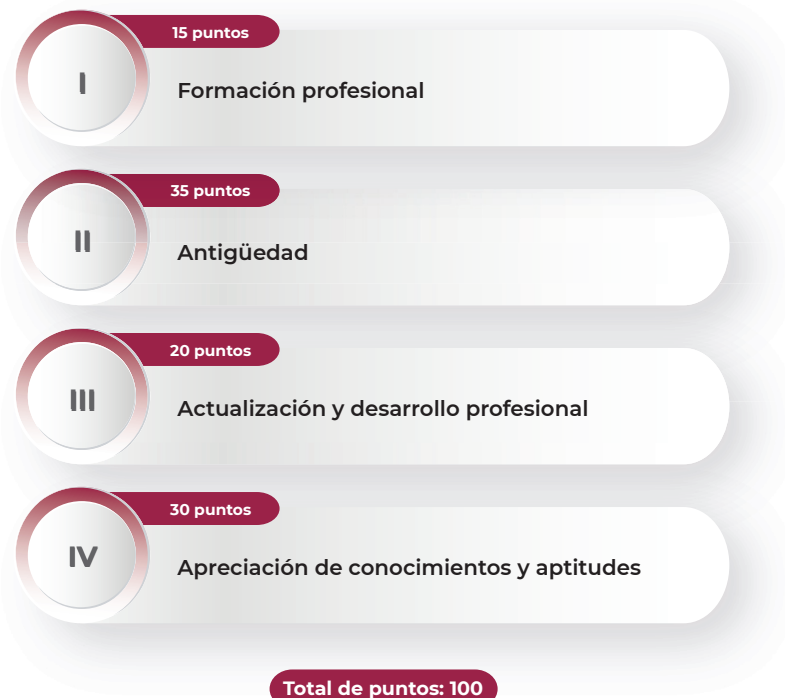 15 puntos
I
Formación profesional
35 puntos
II
Antigüedad
20 puntos
III
Actualización y desarrollo profesional
30 puntos
IV
Apreciación de conocimientos y aptitudes
Total de puntos: 100